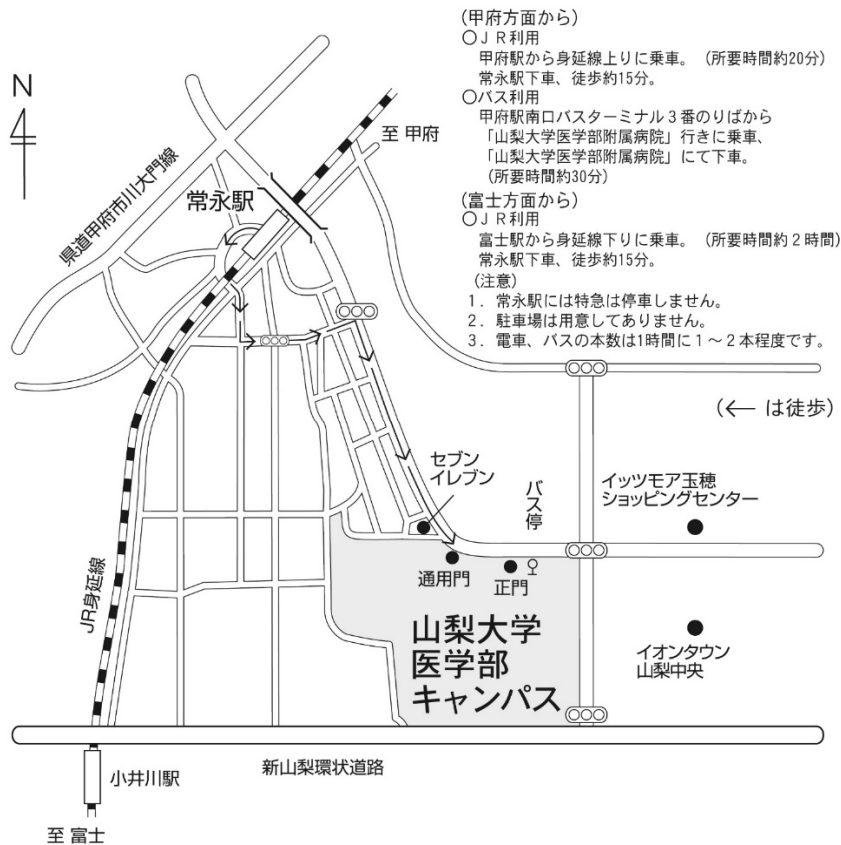 (甲府方面から)
○ＪＲ利用
甲府駅から身延線上りに乗車。（所要時間約20分）
常永駅下車、徒歩約15分。
○バス利用
甲府駅南口バスターミナル３番のりばから
「山梨大学医学部附属病院」行きに乗車、
「山梨大学医学部附属病院」にて下車。
（所要時間約30分）
(富士方面から)
○ＪＲ利用
富士駅から身延線下りに乗車。（所要時間約２時間）
常永駅下車、徒歩約15分。
(注意)
１．常永駅には特急は停車しません。
２．駐車場は用意してありません。
３．電車、バスの本数は1時間に１～２本程度です。
N
至 甲府
県道甲府市川大門線
常永駅
(← は徒歩)
セブン
イレブン
バス停
イッツモア玉穂
ショッピングセンター
通用門
正門
JR身延線
山梨大学
医学部
キャンパス
イオンタウン
山梨中央
小井川駅
新山梨環状道路
至 富士